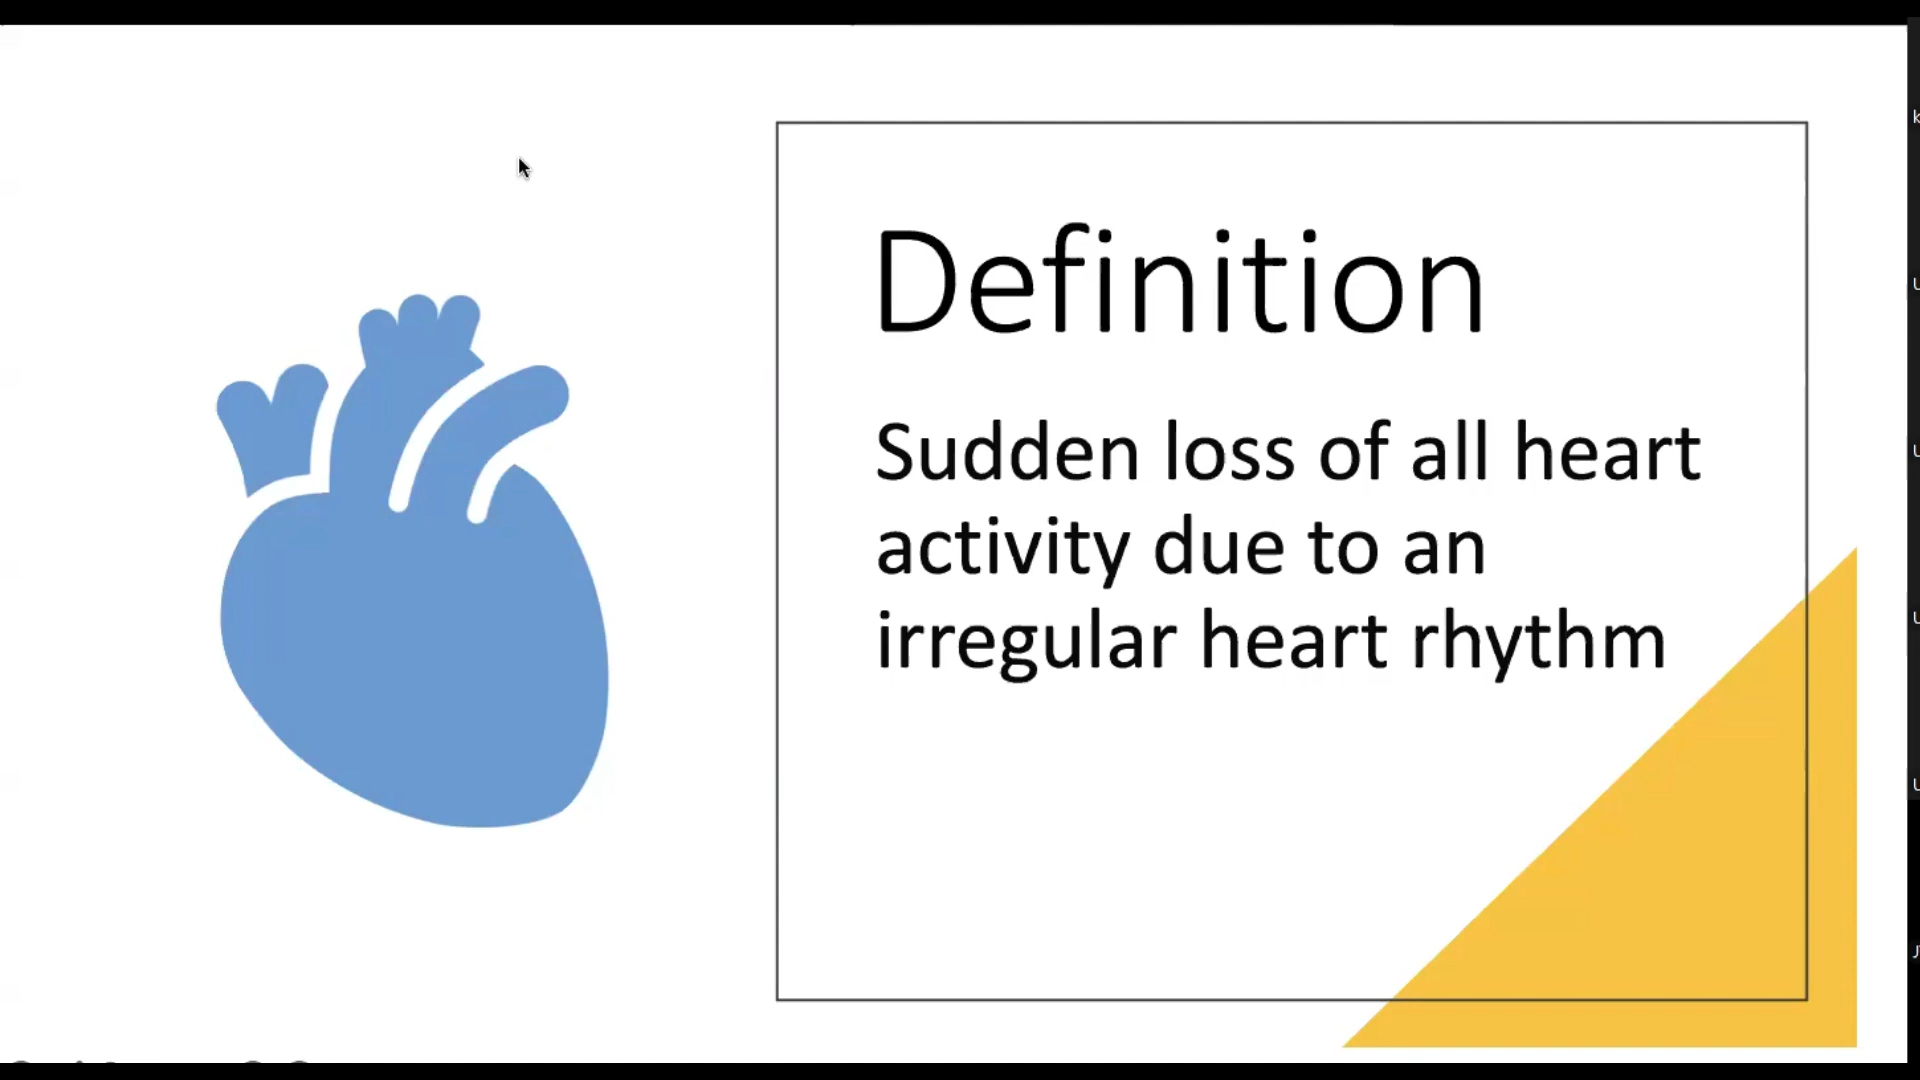 Definition
Sudden loss of all heart
activity due to an
irregular heart rhythm